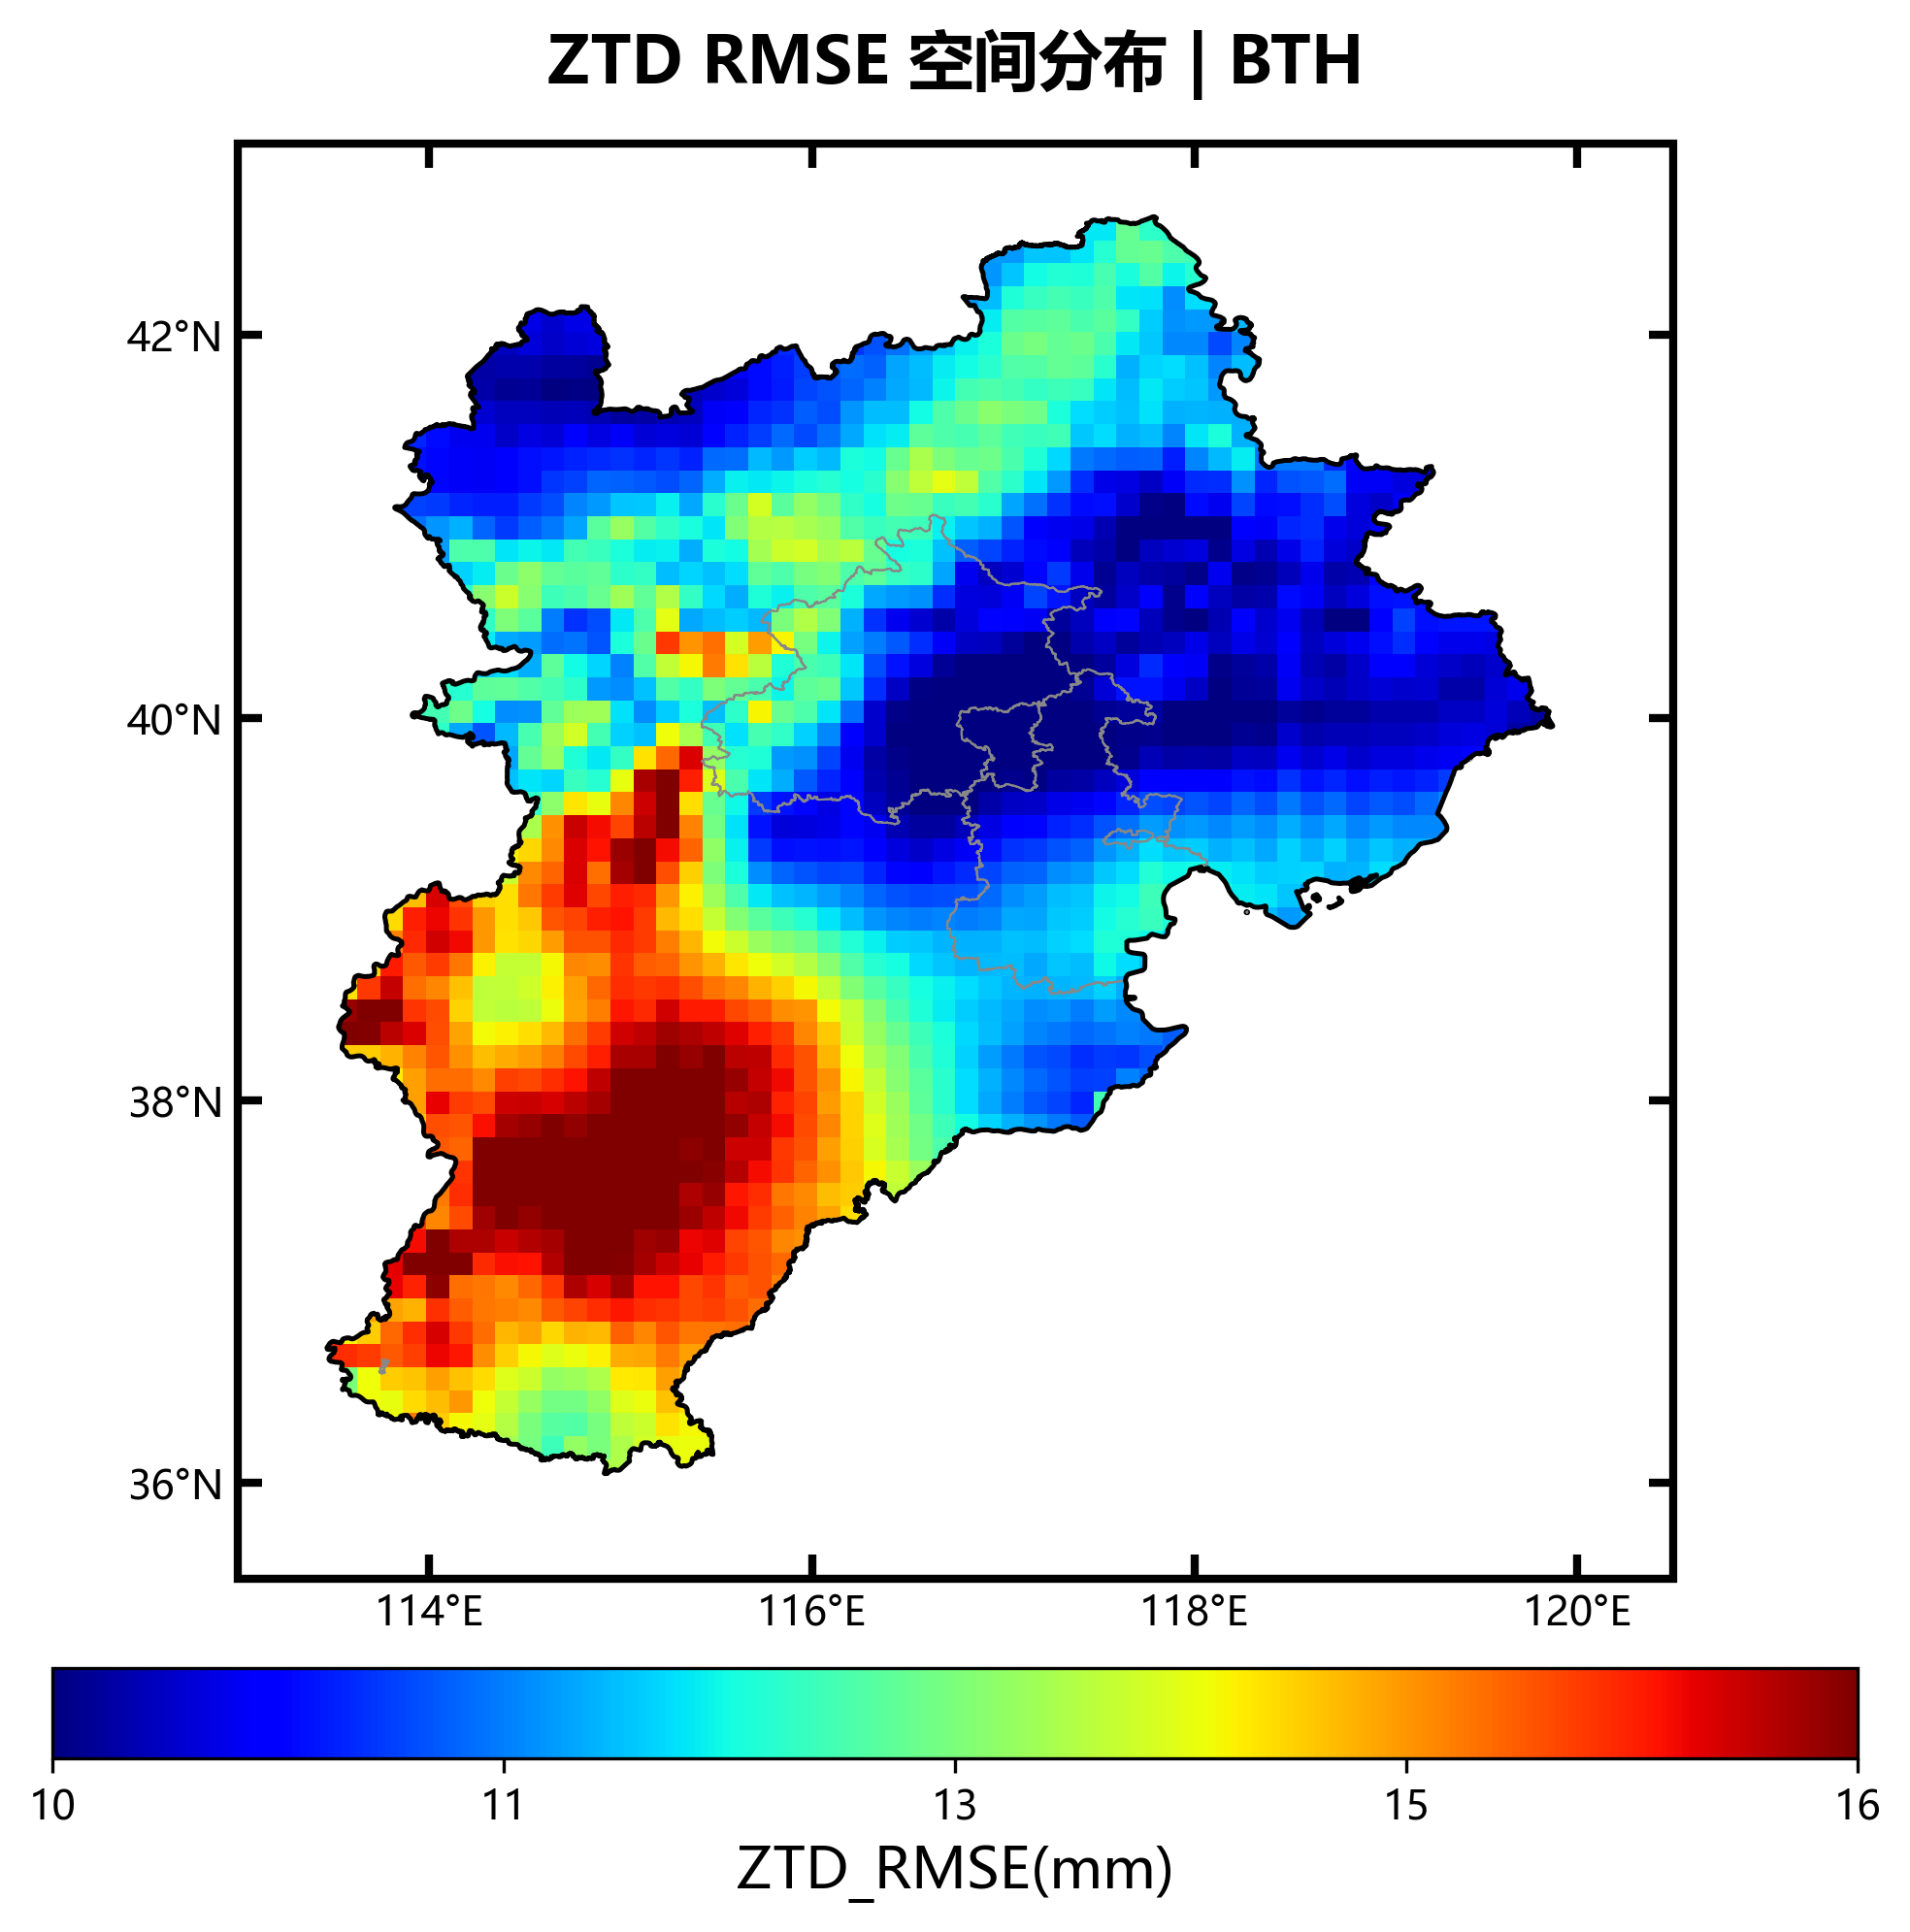 ZTD RMSE 空间分布 | BTH
42°N
40°N
38°N
36°N
114°E 116°E 118°E 120°E
10 11 13 15 16
ZTD_RMSE(mm)